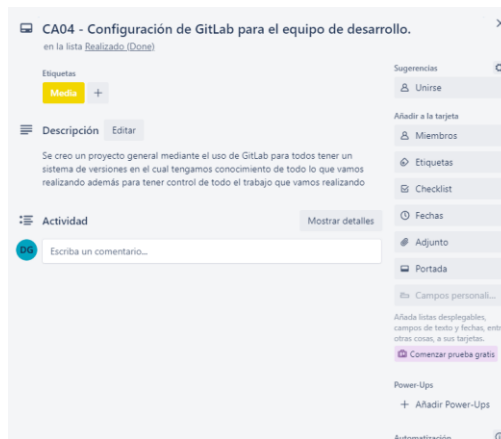 CA04 - Configuración de GitLab para el equipo de desarrollo.
en la lista Realizado (Done)
Etiquetas
Media
Descripción Editar
Se creo un proyecto general mediante el uso de GitLab para todos tener un
sistema de versiones en el cual tengamos conocimiento de todo lo que vamos
realizando además para tener control de todo el trabajo que vamos realizando
Actividad Mostrar detalles
DG
Escriba un comentario...
Sugerencias
Unirse
Añadir a la tarjeta
Miembros
Etiquetas
Checklist
Fechas
Adjunto
Portada
Campos personali...
Añada listas desplegables,
campos de texto y fechas, entr
otras cosas, a sus tarjetas.
Comenzar prueba gratis
Power-Ups
+ Añadir Power-Ups
Automatización